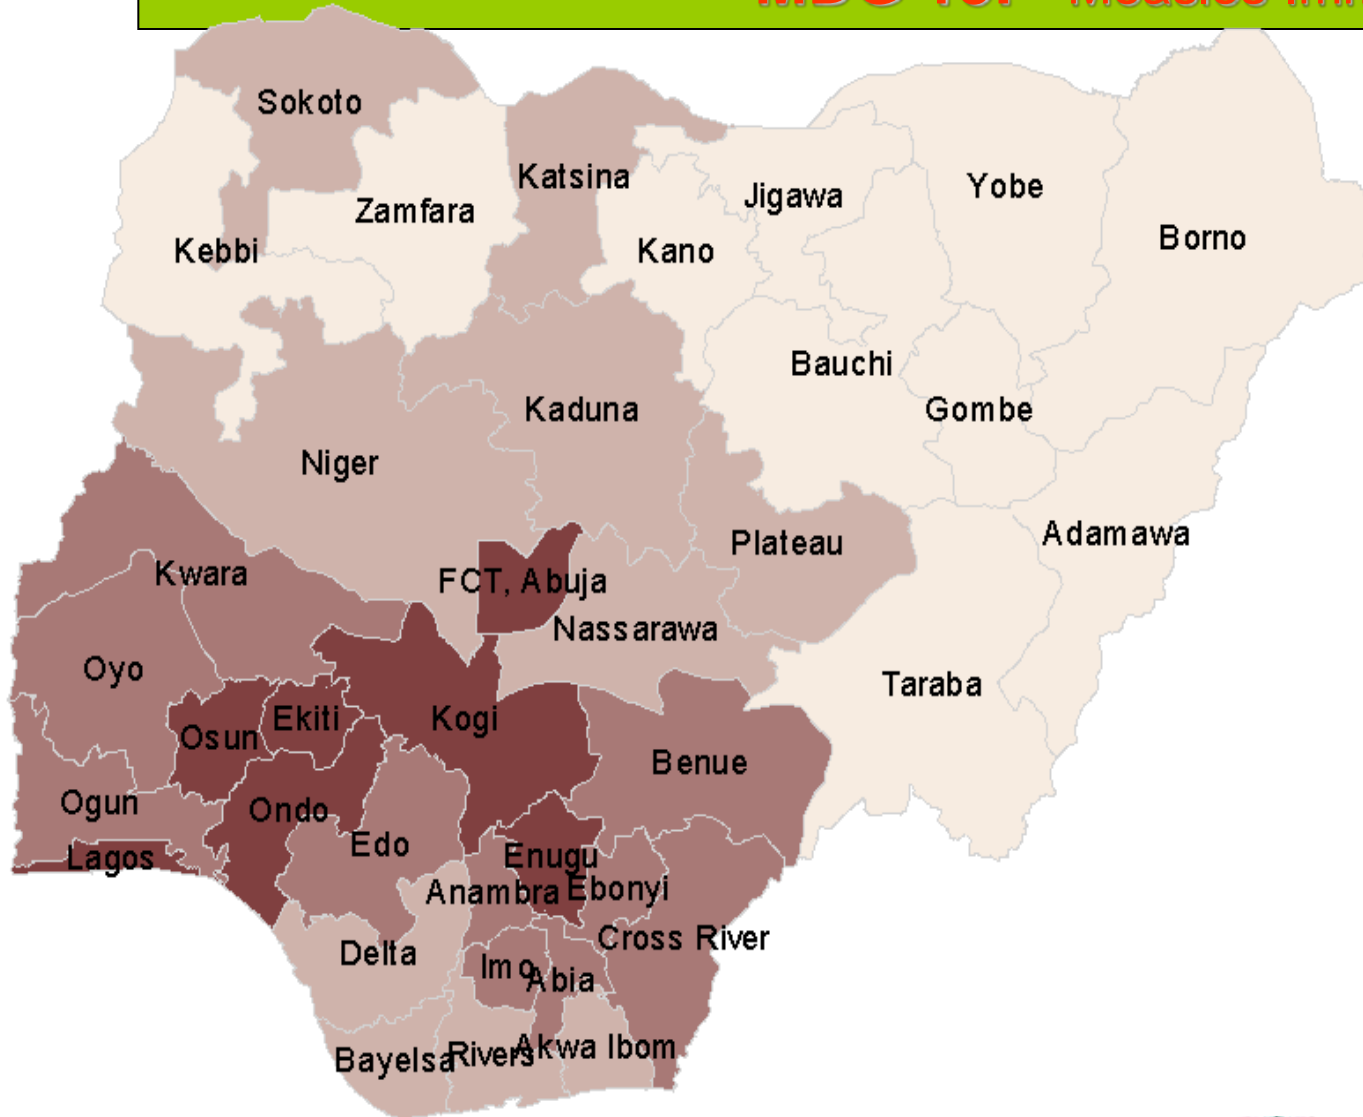 Sokoto
Katsina
Zamfara
Jigawa
Yobe
Kebbi
Kano
Borno
Bauchi
Kaduna
Gombe
Niger
Adamawa
Plateau
Kwara
FCT, Abuja
Nassarawa
Oyo
Taraba
Osun
Ekiti
Kogi
Benue
Ogun
Ondo
Edo
Lagos
Enugu
Anambra
Ebonyi
Cross River
Delta
Imo
Abia
Bayelsa
Rivers
Akwa Ibom